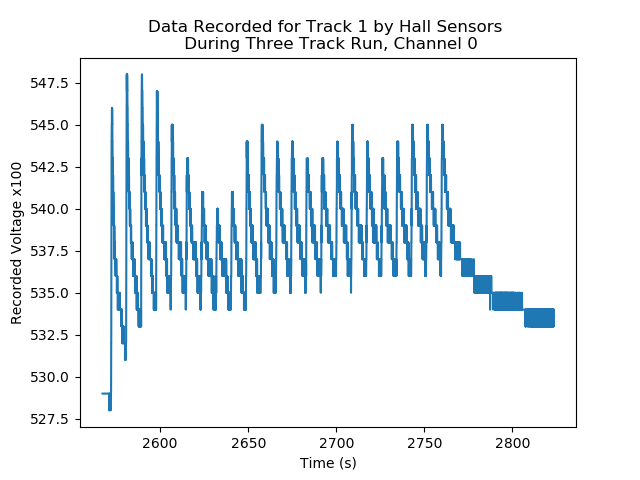 Data Recorded for Track 1 by Hall Sensors
During Three Track Run, Channel 0
547.5
545.0
542.5
540.0
537.5
535.0
532.5
530.0
527.5
Recorded Voltage x100
2600 2650 2700 2750 2800
Time (s)